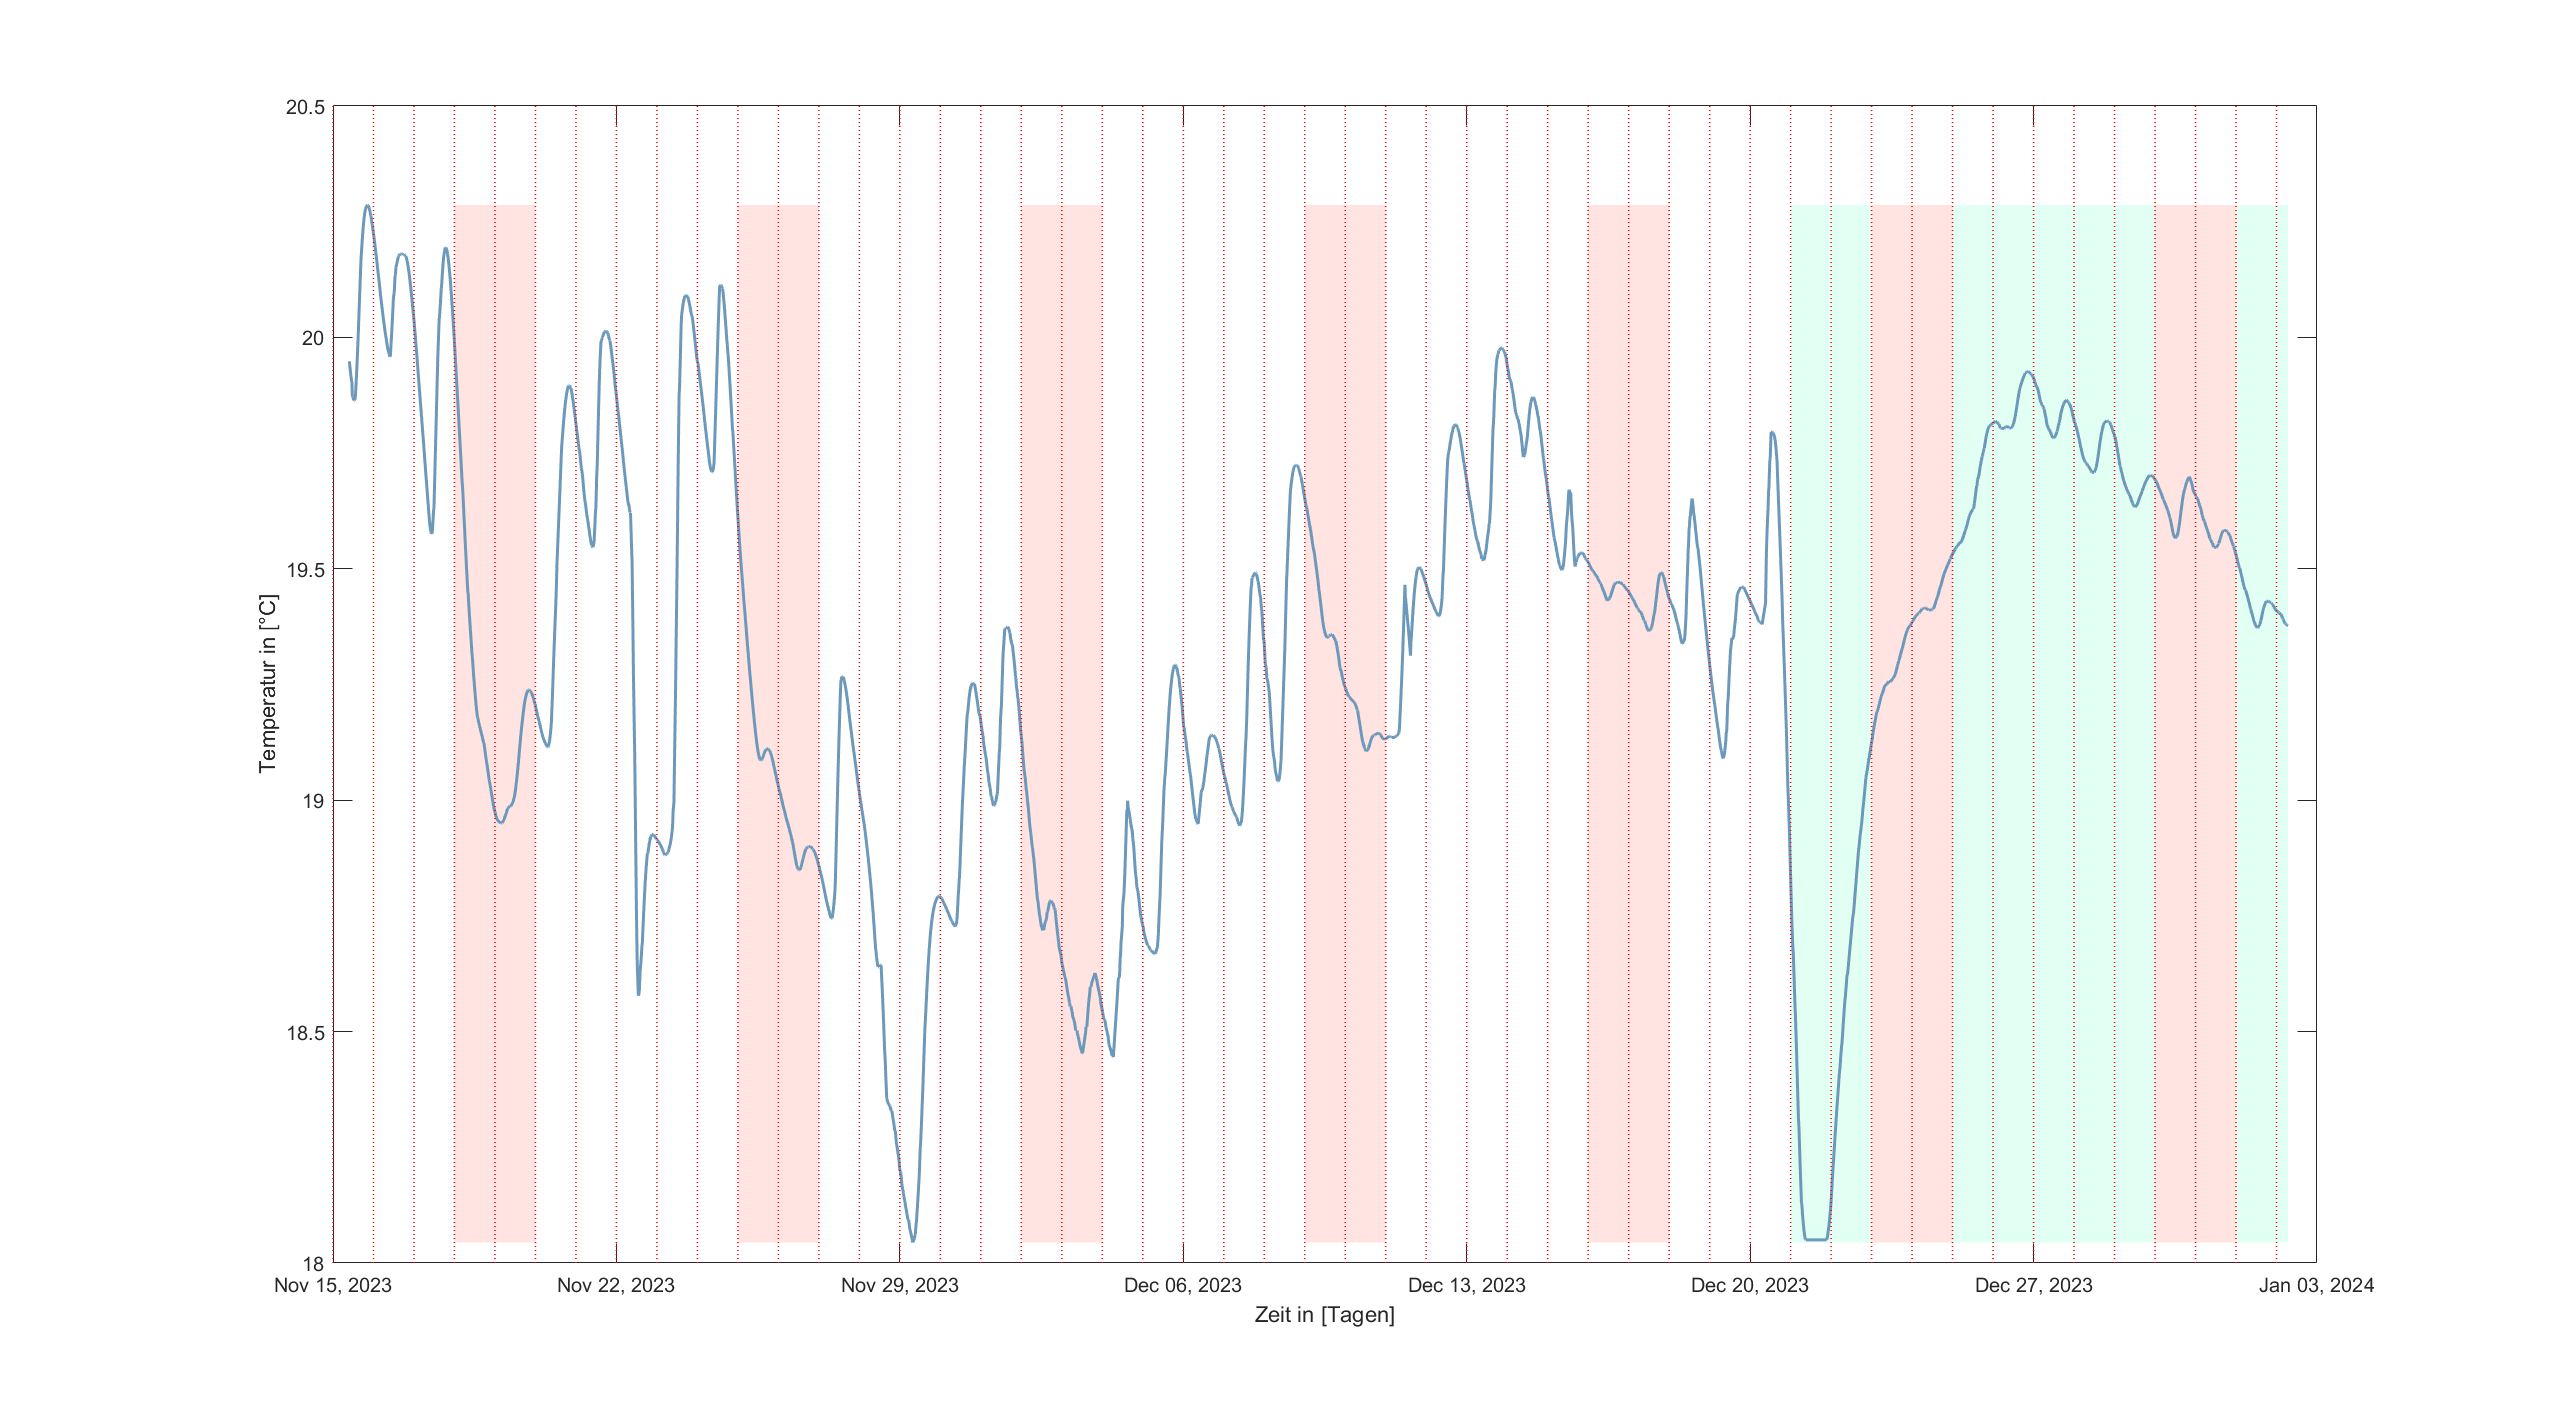 20.5
20
19.5
19
18.5
18
Temperatur in [°C]
Nov 15, 2023
Nov 22, 2023
Nov 29, 2023
Dec 06, 2023
Dec 13, 2023
Dec 20, 2023
Dec 27, 2023
Jan 03, 2024
Zeit in [Tagen]